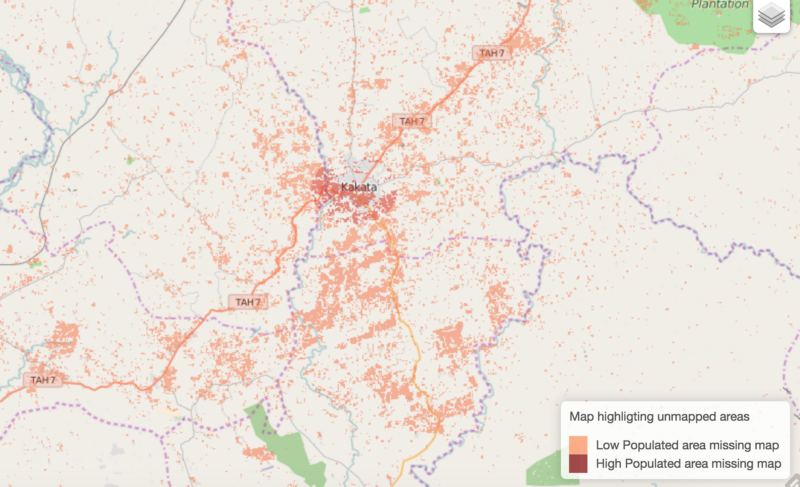 Plantation
TAH 7
TAH 7
Kakata
TAH 7
TAH 7
Map highligting unmapped areas
Low Populated area missing map
High Populated area missing map